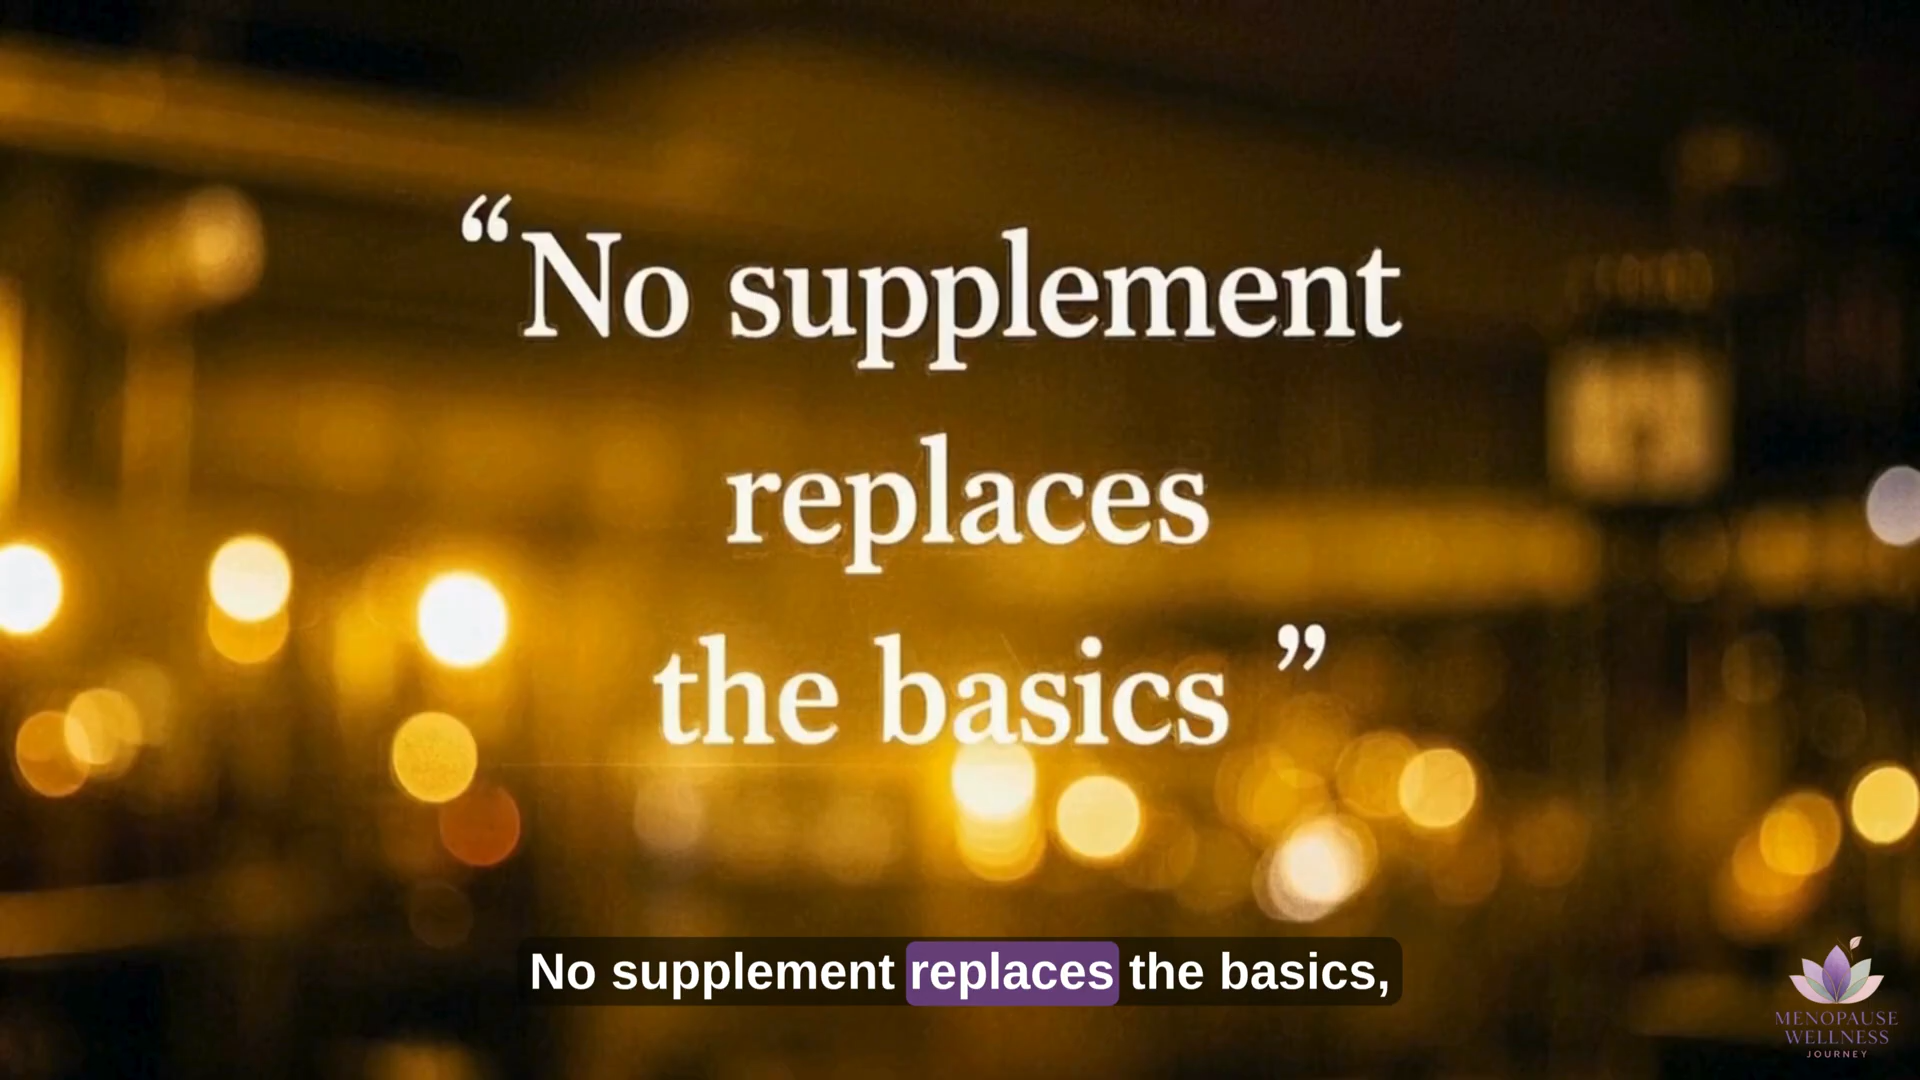 “No supplement
replaces
the basics”
No supplement replaces the basics,
MENOPAUSE
WELLNESS
JOURNEY